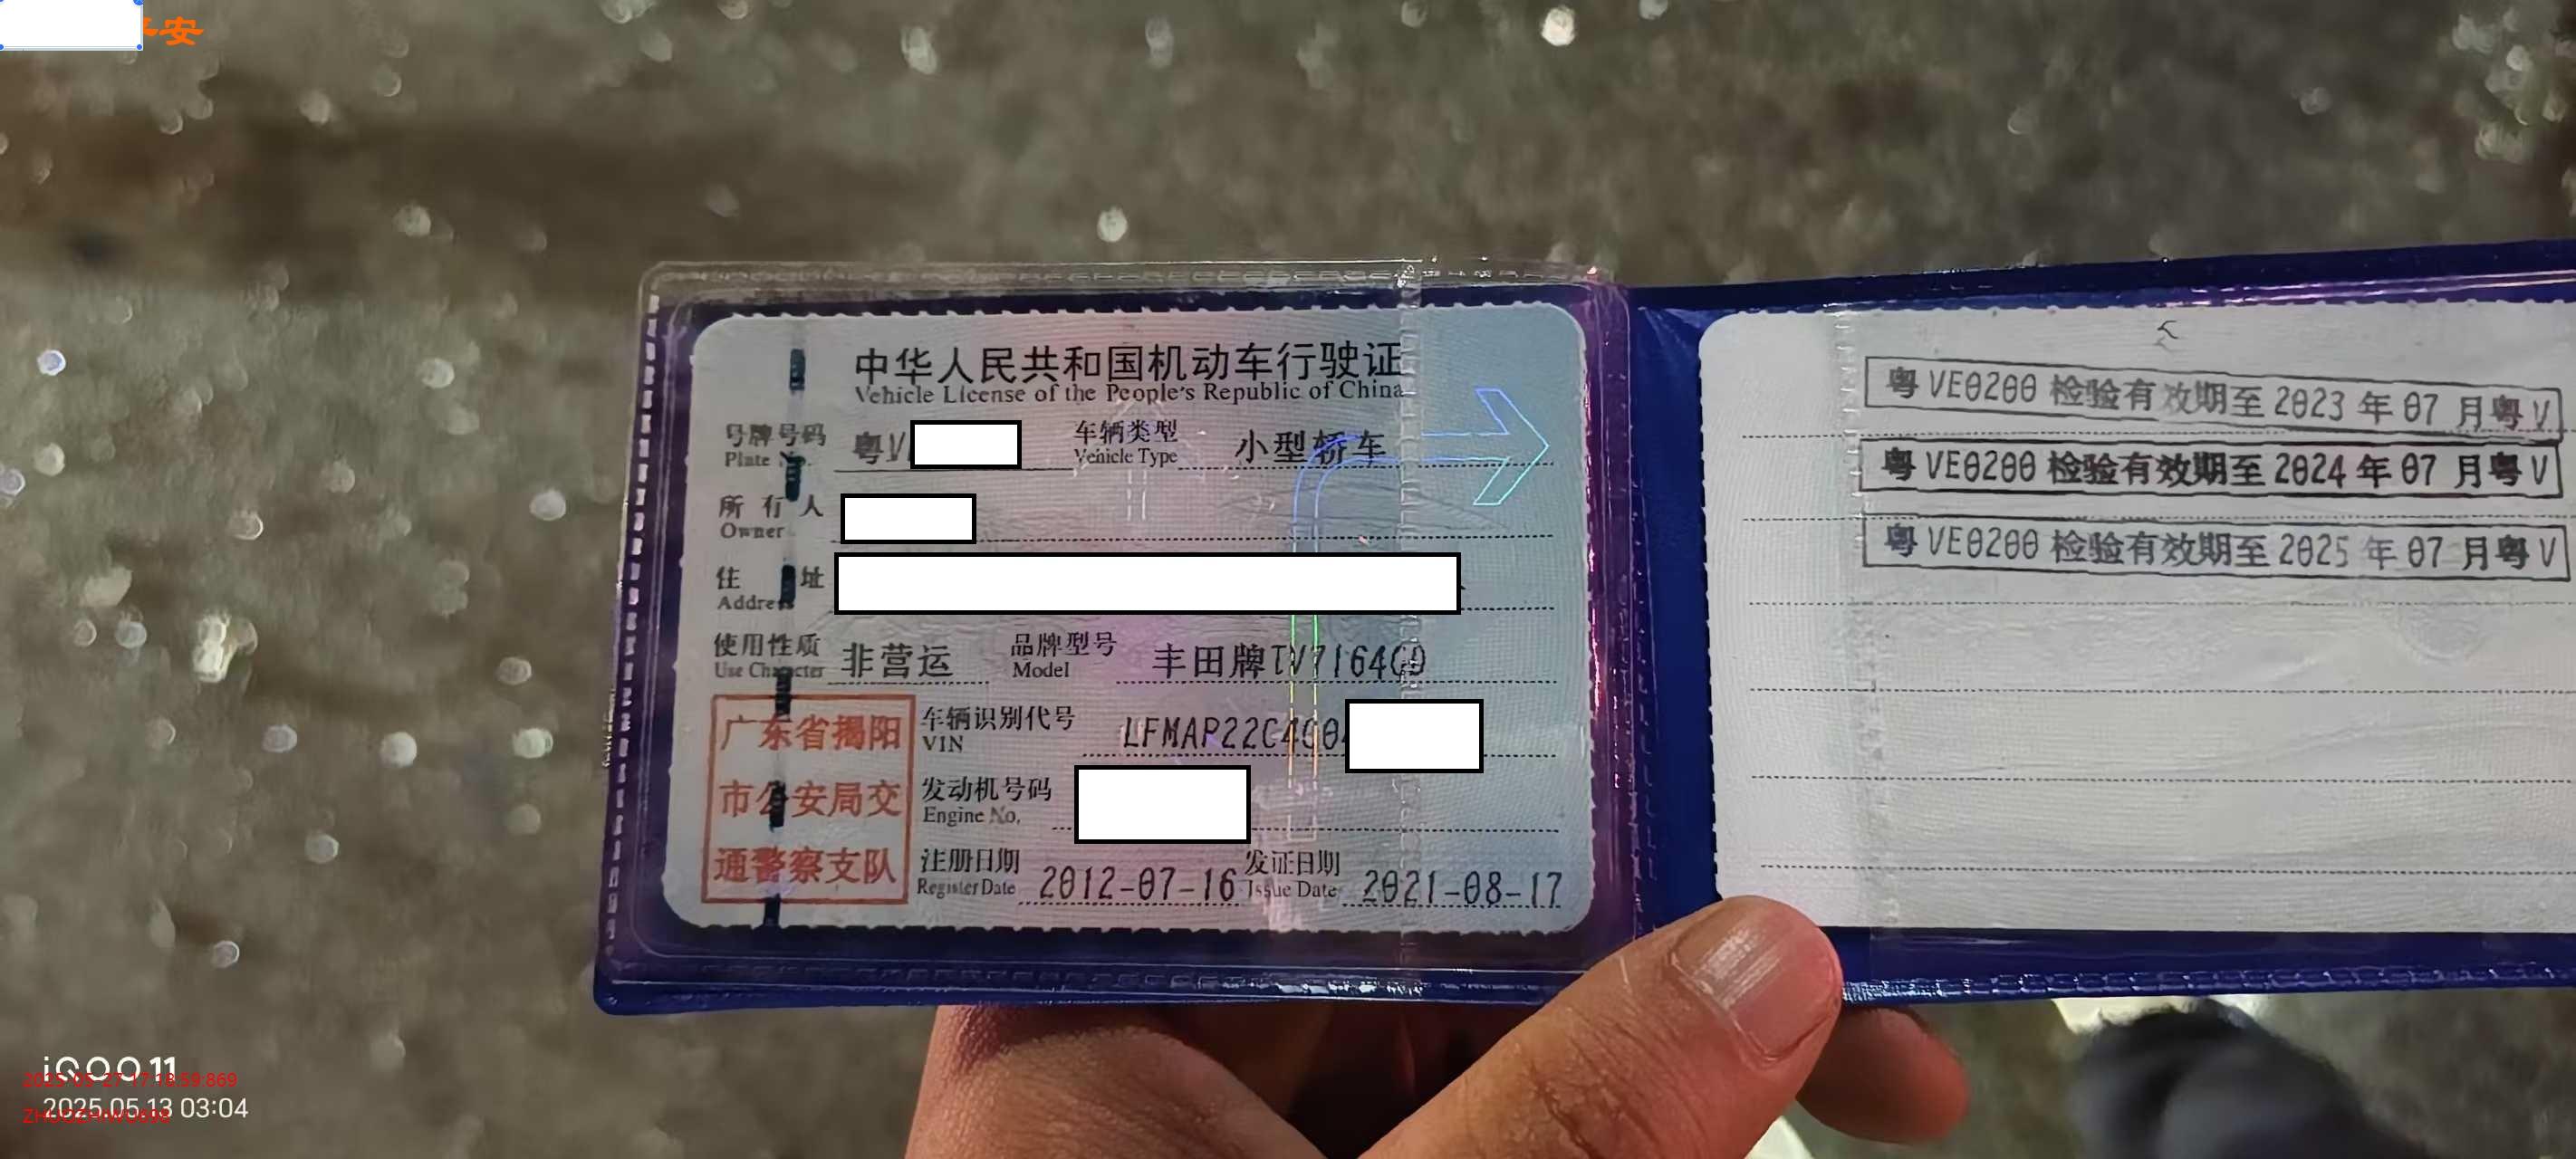 安
中华人民共和国机动车行驶证
Vehicle License of the People's Republic of China
号牌号码 粤V 车辆类型 小型轿车
Plate No. Vehicle Type
所有人
Owner
住址
Address
使用性质 非营运 品牌型号 丰田牌TV7164GD
Use Character Model
广东省揭阳
市公安局交
通警察支队
车辆识别代号 LFMAP22C4C0
VIN
发动机号码
Engine No.
注册日期 2012-07-16 发证日期 2021-08-17
Register Date Issue Date
粤VE0200 检验有效期至2023年07月粤V
粤VE0200 检验有效期至2024年07月粤V
粤VE0200 检验有效期至2025年07月粤V
iQOO11
2025-05-27 17:18:59:869
2025.05.13 03:04